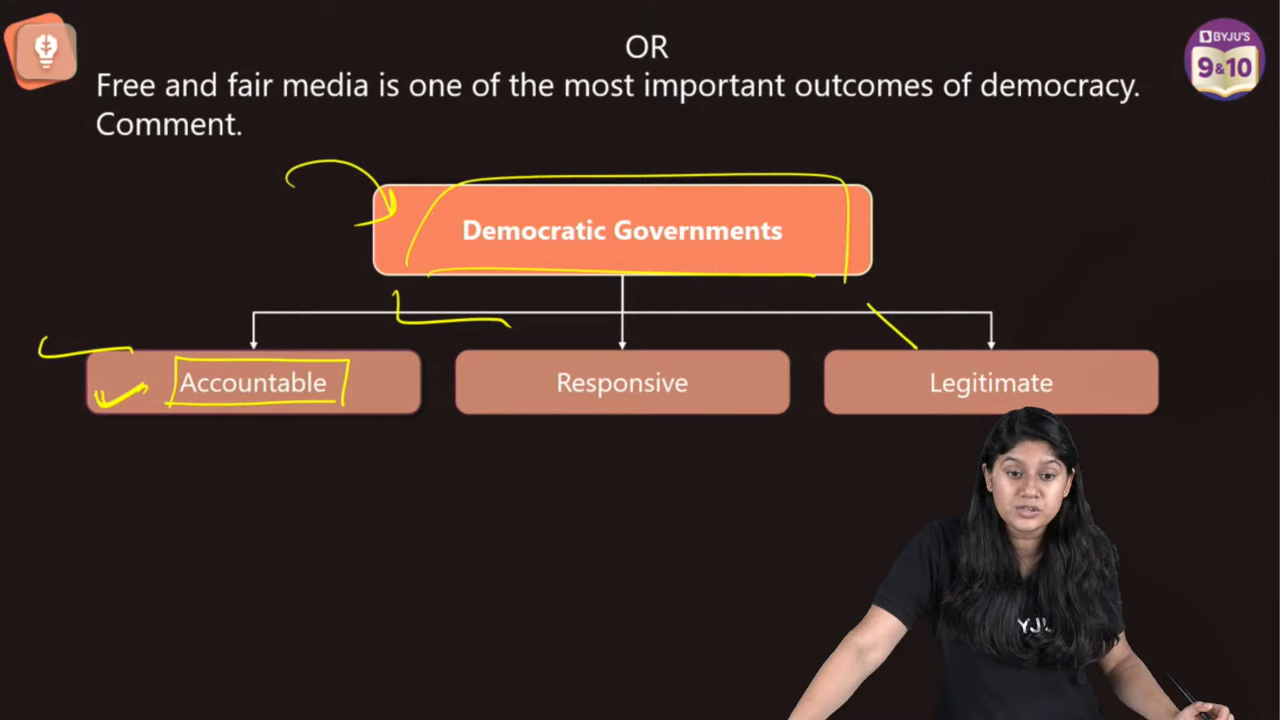 OR
BYJU'S
9&10
Free and fair media is one of the most important outcomes of democracy.
Comment.
Democratic Governments
Accountable
Responsive
Legitimate